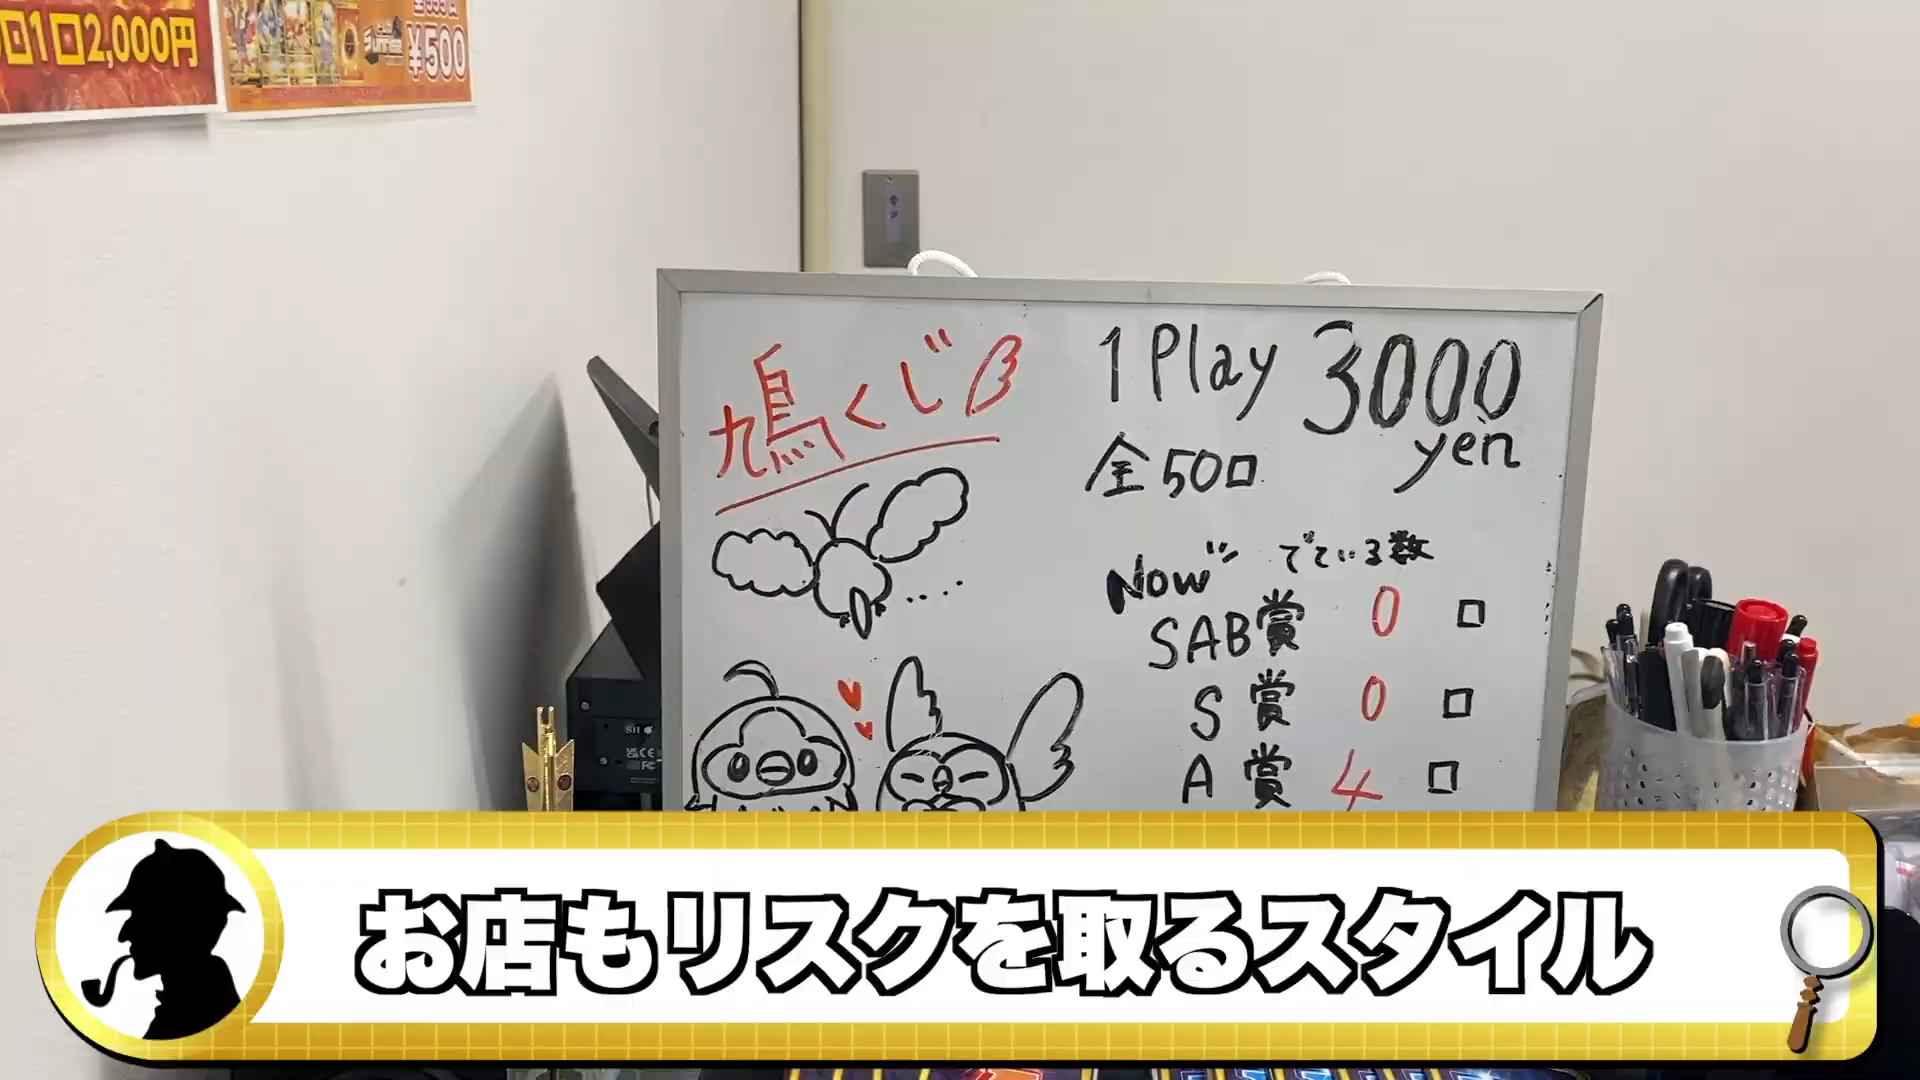 1口2,000円
¥500
鳩くじβ
1 Play 3000
yen
全50口
Now" でている数
SAB賞 0 口
S賞 0 口
A賞 4 口
お店もリスクを取るスタイル